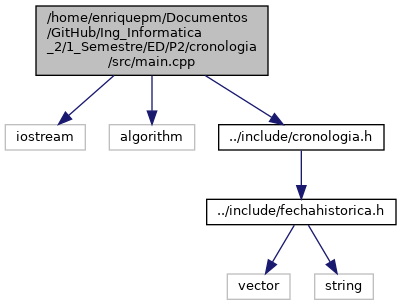 /home/enriquepm/Documentos
/GitHub/Ing_Informatica
_2/1_Semestre/ED/P2/cronologia
/src/main.cpp
iostream
algorithm
../include/cronologia.h
../include/fechahistorica.h
vector
string